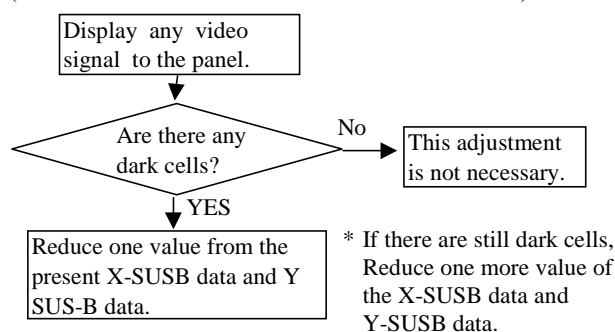 Display any video
signal to the panel.
Are there any
dark cells?
No
This adjustment
is not necessary.
YES
Reduce one value from the
present X-SUSB data and Y
SUS-B data.
* If there are still dark cells,
Reduce one more value of
the X-SUSB data and
Y-SUSB data.